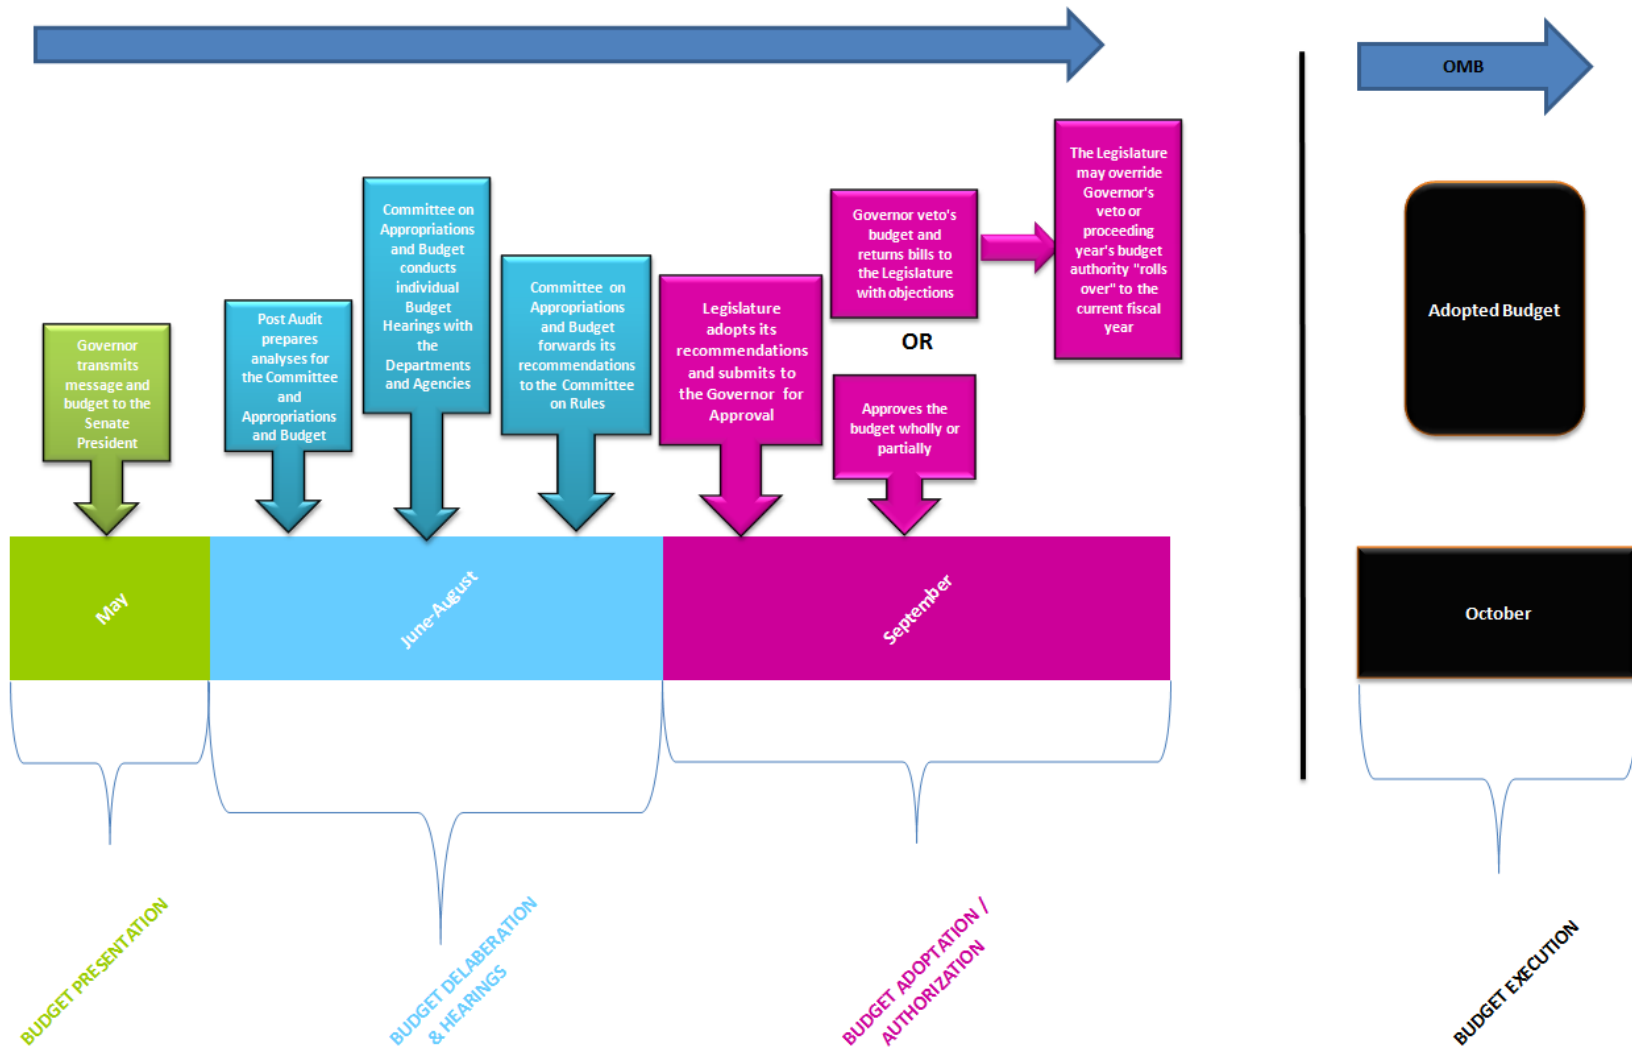 OMB
Governor
transmits
message and
budget to the
Senate
President
Post Audit
prepares
analyses for
the Committee
and
Appropriations
and Budget
Committee on
Appropriations
and Budget
conducts
individual
Budget
Hearings with
the
Departments
and Agencies
Committee on
Appropriations
and Budget
forwards its
recommendations
to the Committee
on Rules
Legislature
adopts its
recommendations
and submits to
the Governor for
Approval
Governor veto's
budget and
returns bills to
the Legislature
with objections
OR
Approves the
budget wholly or
partially
The Legislature
may override
Governor's
veto or
proceeding
year's budget
authority "rolls
over" to the
current fiscal
year
Adopted Budget
May
June-August
September
October
BUDGET PRESENTATION
BUDGET DELABERATION
& HEARINGS
BUDGET ADOPTATION /
AUTHORIZATION
BUDGET EXECUTION